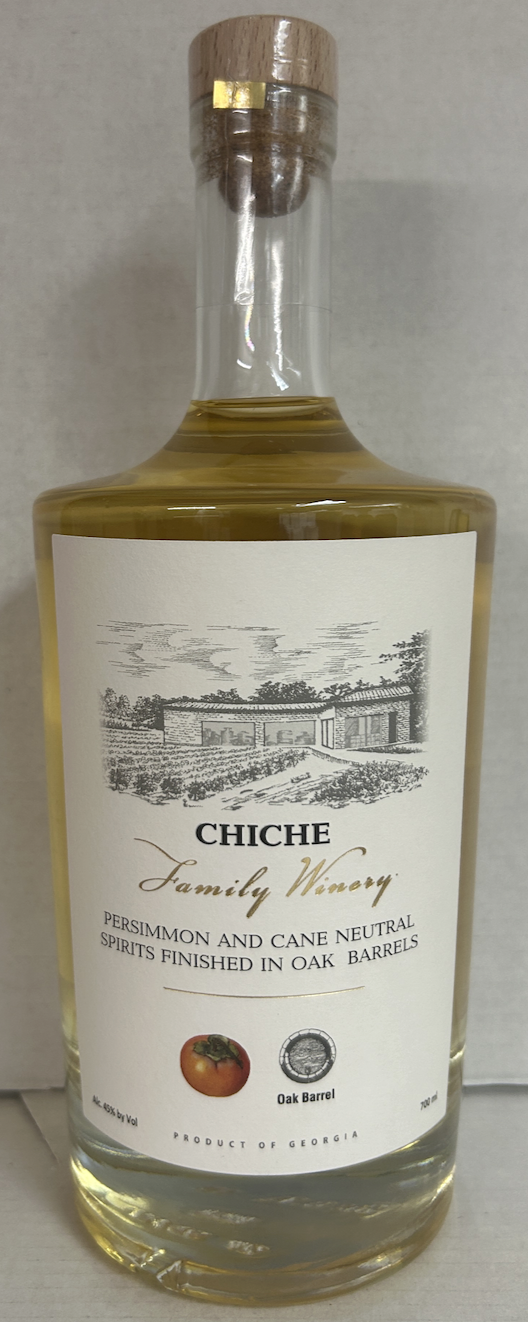 CHICHE
Family Winery
PERSIMMON AND CANE NEUTRAL
SPIRITS FINISHED IN OAK BARRELS
Oak Barrel
Alc. 45% by Vol
700 ml
PRODUCT OF GEORGIA